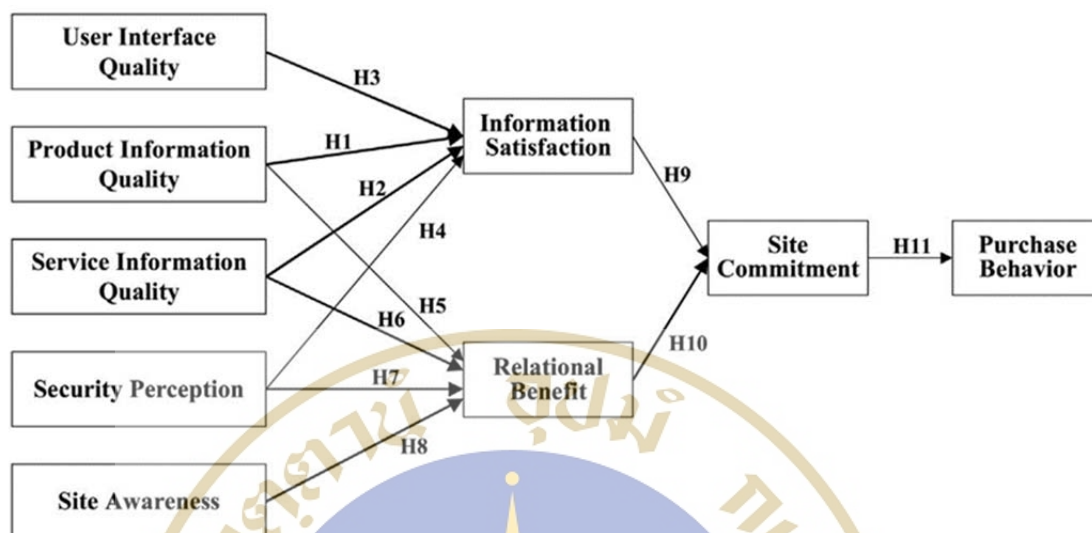 User Interface
Quality
H3
Product Information
Quality
H1
Information
Satisfaction
H2
H9
H4
Service Information
Quality
Site
Commitment
H11
Purchase
Behavior
H5
H6
H10
Security Perception
H7
Relational
Benefit
H8
Site Awareness